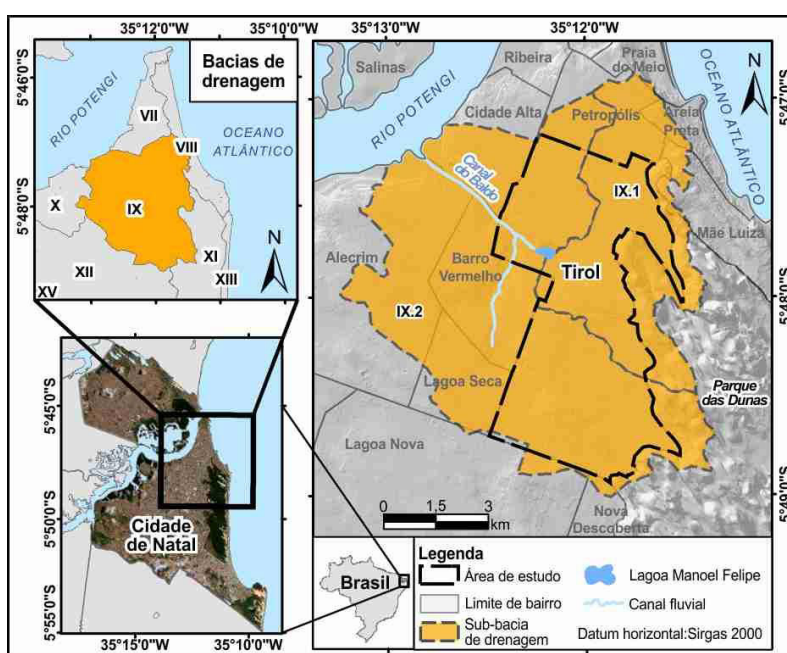 35°12'0"O
35°10'0"O
Bacias de
drenagem
5°46'0"S
5°48'0"S
RIO POTENGI
OCEANO
ATLÂNTICO
VII
VIII
IX
X
XI
XII
XIII
XV
N
35°13'0"O
35°12'0"O
Salinas
Ribeira
Praia
do Meio
RIO POTENGI
Cidade Alta
Petrópolis
Areia
Preta
OCEANO ATLÂNTICO
N
5°47'0"S
Canal
do Baldo
IX.1
Mãe Luiza
Alecrim
Barro
Vermelho
Tirol
5°48'0"S
IX.2
Lagoa Seca
Parque
das Dunas
Lagoa Nova
Nova
Descoberta
5°49'0"S
0 1,5 3
km
5°45'0"S
5°50'0"S
5°55'0"S
Cidade
de Natal
35°15'0"O
35°10'0"O
Brasil
Legenda
Área de estudo
Limite de bairro
Sub-bacia
de drenagem
Lagoa Manoel Felipe
Canal fluvial
Datum horizontal:Sirgas 2000